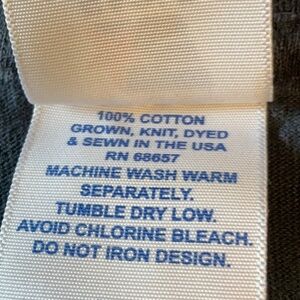 100% COTTON
GROWN, KNIT, DYED
& SEWN IN THE USA
RN 68657
MACHINE WASH WARM
SEPARATELY.
TUMBLE DRY LOW.
AVOID CHLORINE BLEACH.
DO NOT IRON DESIGN.